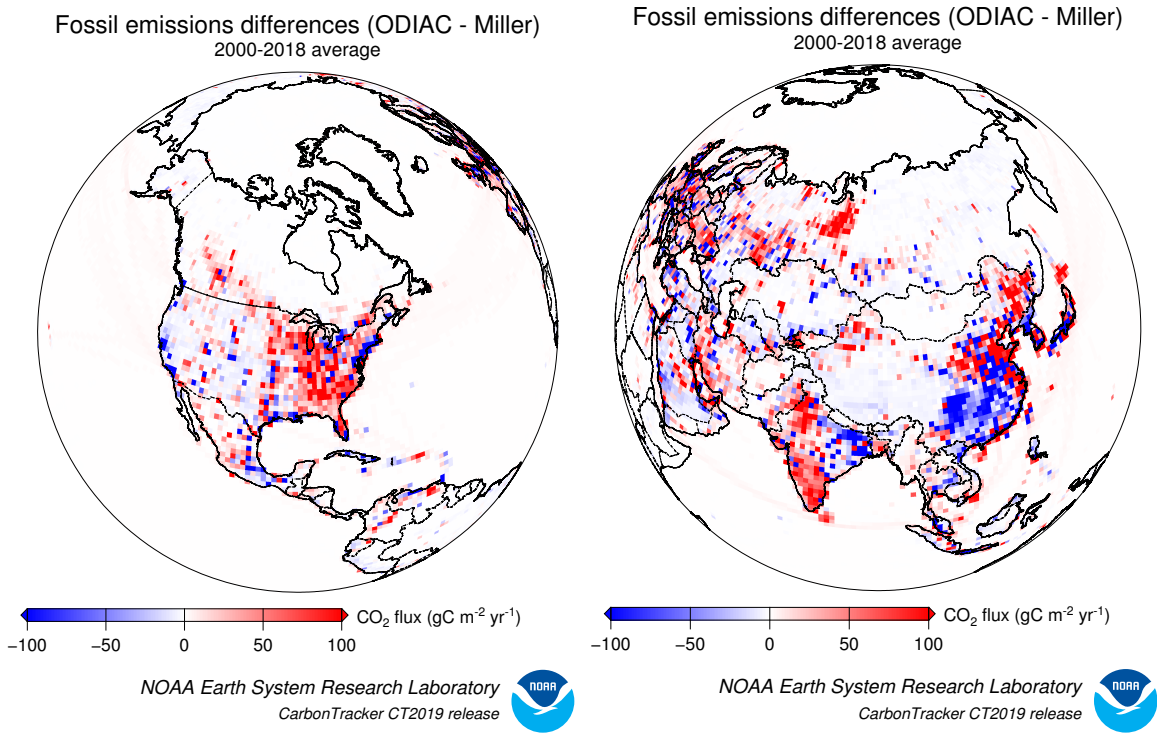 Fossil emissions differences (ODIAC - Miller)
2000-2018 average
−100 −50 0 50 100
CO₂ flux (gC m⁻² yr⁻¹)
NOAA Earth System Research Laboratory
CarbonTracker CT2019 release
NOAA
Fossil emissions differences (ODIAC - Miller)
2000-2018 average
−100 −50 0 50 100
CO₂ flux (gC m⁻² yr⁻¹)
NOAA Earth System Research Laboratory
CarbonTracker CT2019 release
NOAA